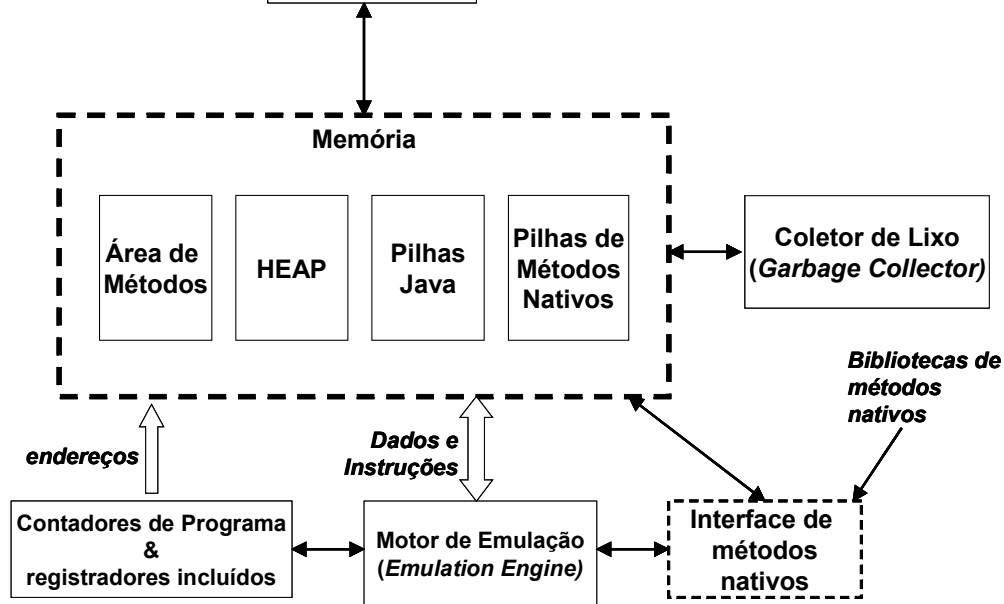 Memória
Área de
Métodos
HEAP
Pilhas
Java
Pilhas de
Métodos
Nativos
Coletor de Lixo
(Garbage Collector)
Bibliotecas de
métodos
nativos
endereços
Dados e
Instruções
Contadores de Programa
&
registradores incluídos
Motor de Emulação
(Emulation Engine)
Interface de
métodos
nativos